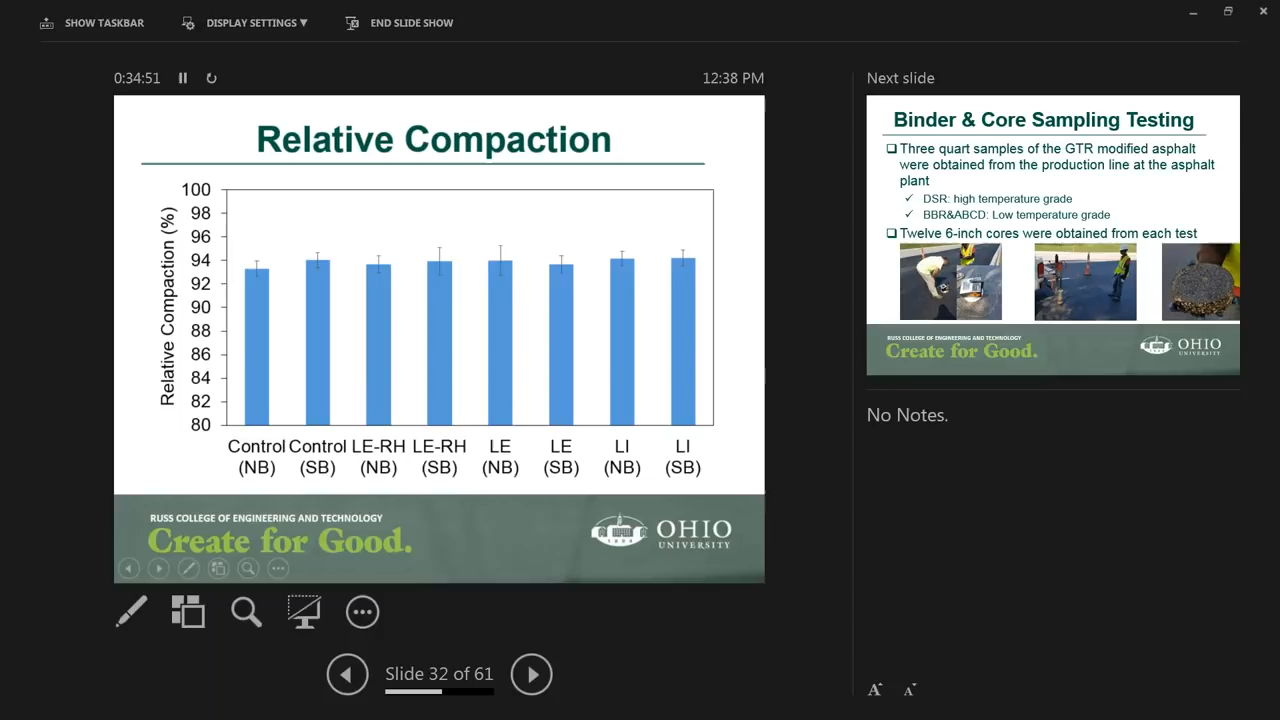 SHOW TASKBAR
DISPLAY SETTINGS ▼
END SLIDE SHOW
0:34:51
12:38 PM
Relative Compaction
Relative Compaction (%)
100
98
96
94
92
90
88
86
84
82
80
Control Control LE-RH LE-RH LE LE LI LI
(NB) (SB) (NB) (SB) (NB) (SB) (NB) (SB)
RUSS COLLEGE OF ENGINEERING AND TECHNOLOGY
Create for Good.
1804
OHIO
UNIVERSITY
Slide 32 of 61
Next slide
Binder & Core Sampling Testing
❑ Three quart samples of the GTR modified asphalt
were obtained from the production line at the asphalt
plant
✓ DSR: high temperature grade
✓ BBR&ABCD: Low temperature grade
❑ Twelve 6-inch cores were obtained from each test
RUSS COLLEGE OF ENGINEERING AND TECHNOLOGY
Create for Good.
OHIO
UNIVERSITY
No Notes.
A A